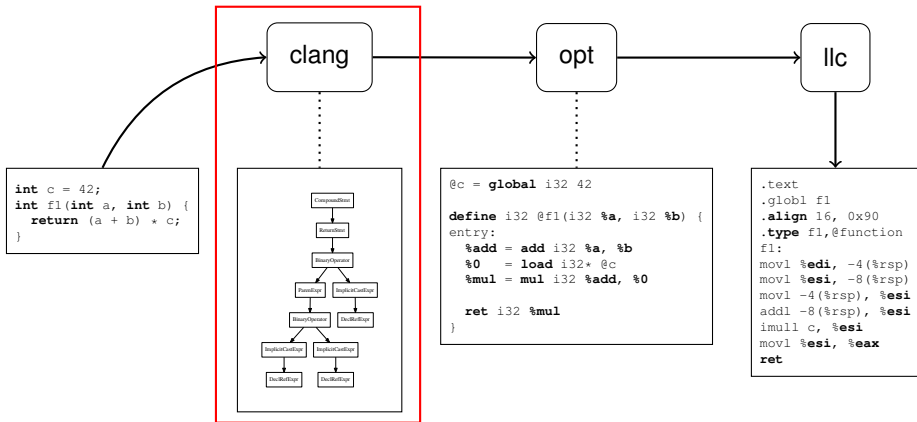 clang
opt
llc
int c = 42;
int f1(int a, int b) {
return (a + b) * c;
}
CompoundStmt
ReturnStmt
BinaryOperator
ParenExpr
ImplicitCastExpr
BinaryOperator
DeclRefExpr
ImplicitCastExpr
ImplicitCastExpr
DeclRefExpr
DeclRefExpr
@c = global i32 42
define i32 @f1(i32 %a, i32 %b) {
entry:
%add = add i32 %a, %b
%0 = load i32* @c
%mul = mul i32 %add, %0
ret i32 %mul
}
.text
.globl f1
.align 16, 0x90
.type f1,@function
f1:
movl %edi, -4(%rsp)
movl %esi, -8(%rsp)
movl -4(%rsp), %esi
addl -8(%rsp), %esi
imull c, %esi
movl %esi, %eax
ret